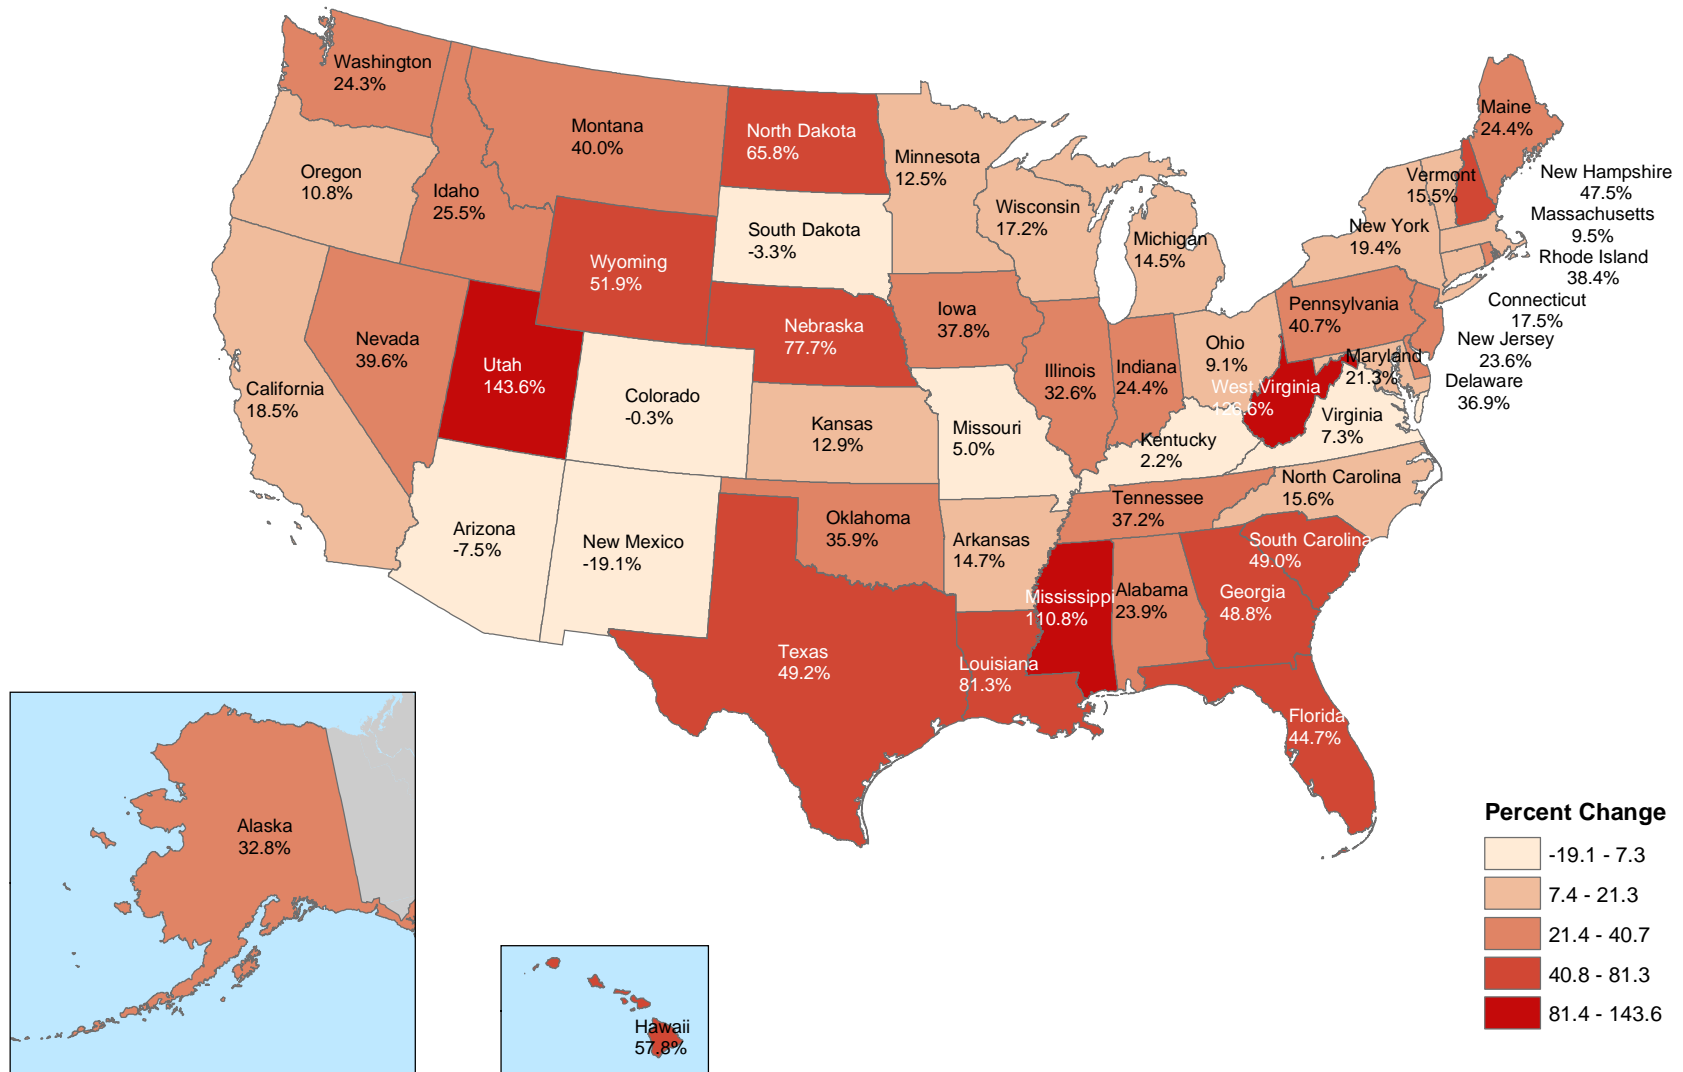 Washington
24.3%
Montana
40.0%
North Dakota
65.8%
Minnesota
12.5%
Maine
24.4%
Oregon
10.8%
Idaho
25.5%
Wisconsin
17.2%
Vermont
15.5%
New Hampshire
47.5%
Massachusetts
9.5%
Rhode Island
38.4%
Connecticut
17.5%
New Jersey
23.6%
Delaware
36.9%
South Dakota
-3.3%
Michigan
14.5%
New York
19.4%
Wyoming
51.9%
Nebraska
77.7%
Iowa
37.8%
Pennsylvania
40.7%
Nevada
39.6%
Utah
143.6%
Illinois
32.6%
Indiana
24.4%
Ohio
9.1%
Maryland
21.3%
California
18.5%
Colorado
-0.3%
Kansas
12.9%
Missouri
5.0%
West Virginia
126.6%
Virginia
7.3%
Kentucky
2.2%
North Carolina
15.6%
Tennessee
37.2%
Arizona
-7.5%
New Mexico
-19.1%
Oklahoma
35.9%
Arkansas
14.7%
South Carolina
49.0%
Mississippi
110.8%
Alabama
23.9%
Georgia
48.8%
Texas
49.2%
Louisiana
81.3%
Florida
44.7%
Alaska
32.8%
Hawaii
57.8%
Percent Change
-19.1 - 7.3
7.4 - 21.3
21.4 - 40.7
40.8 - 81.3
81.4 - 143.6